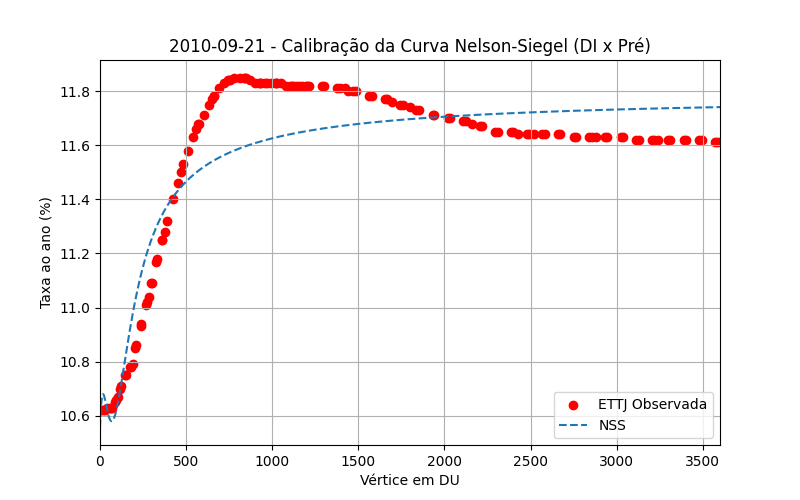 2010-09-21 - Calibração da Curva Nelson-Siegel (DI x Pré)
Taxa ao ano (%)
11.8
11.6
11.4
11.2
11.0
10.8
10.6
ETTJ Observada
NSS
0 500 1000 1500 2000 2500 3000 3500
Vértice em DU